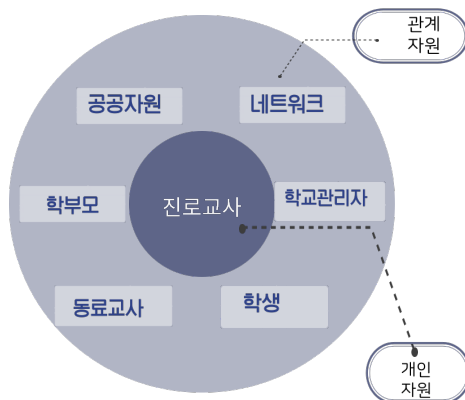 관계
자원
공공자원
네트워크
학부모
진로교사
학교관리자
동료교사
학생
개인
자원